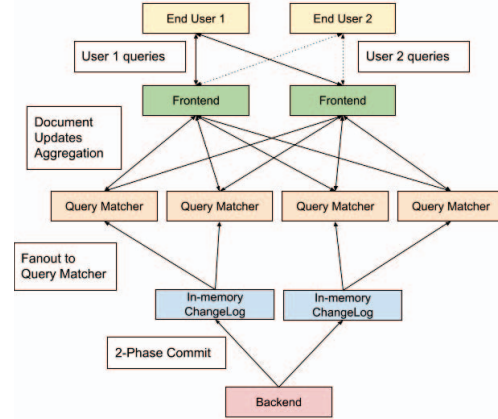 End User 1
End User 2
User 1 queries
User 2 queries
Frontend
Frontend
Document
Updates
Aggregation
Query Matcher
Query Matcher
Query Matcher
Query Matcher
Fanout to
Query Matcher
In-memory
ChangeLog
In-memory
ChangeLog
2-Phase Commit
Backend